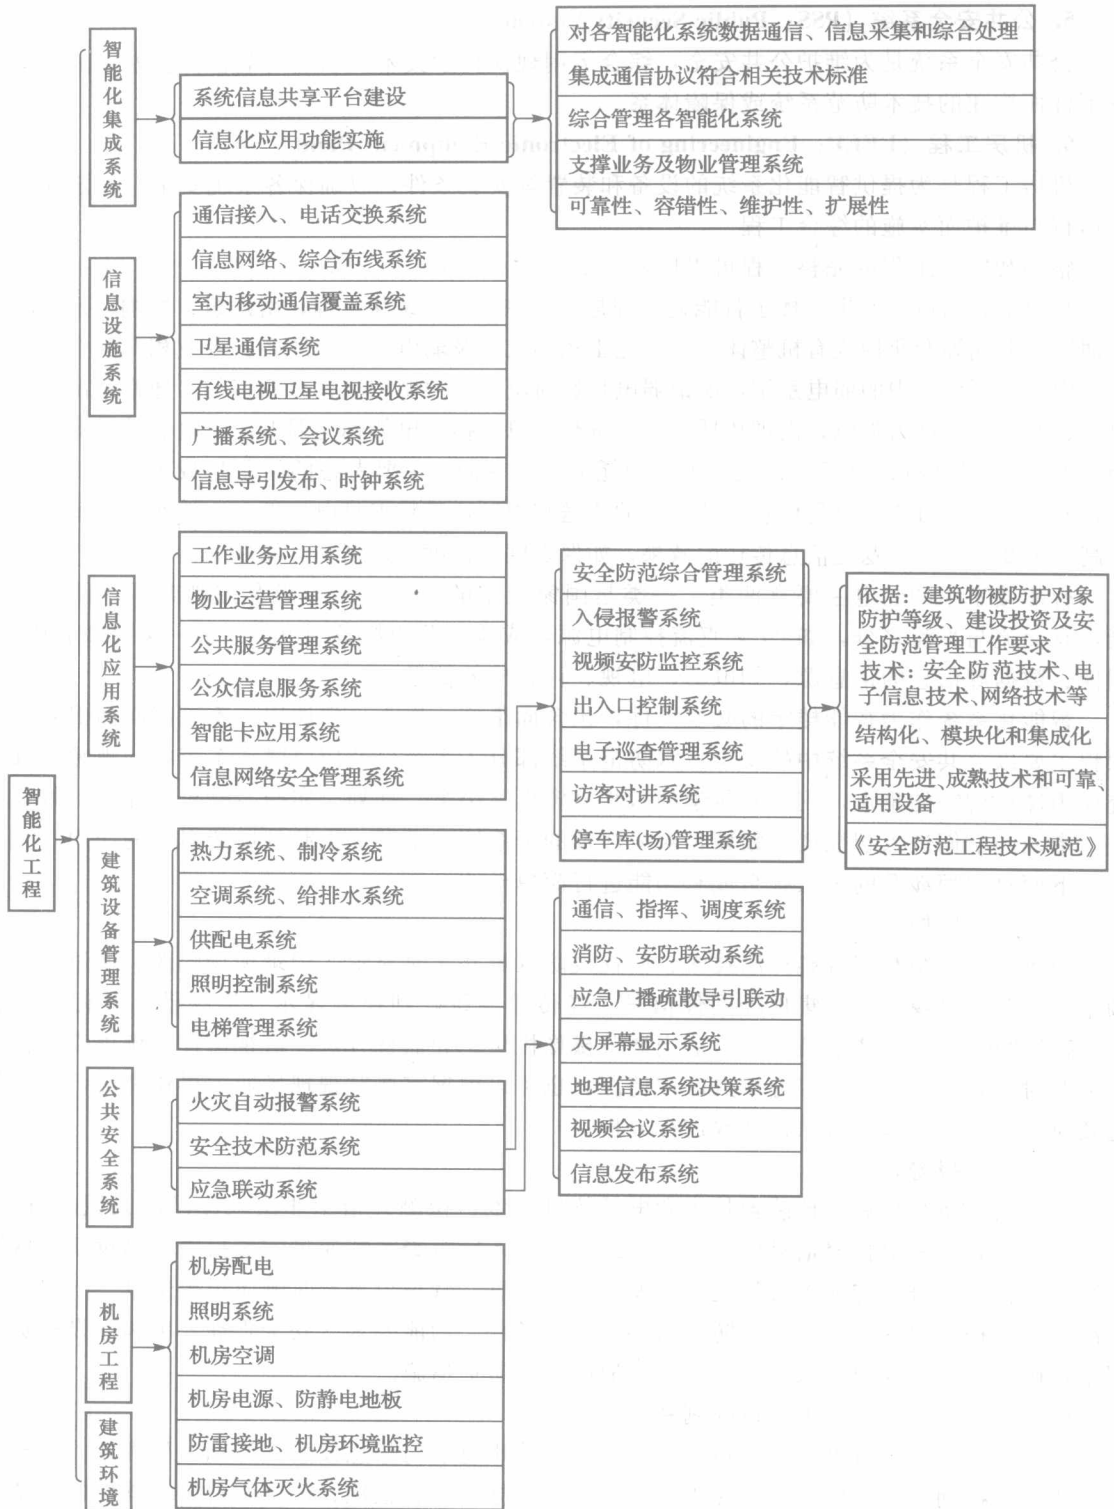 智能化工程
智能化集成系统
系统信息共享平台建设
信息化应用功能实施
对各智能化系统数据通信、信息采集和综合处理
集成通信协议符合相关技术标准
综合管理各智能化系统
支撑业务及物业管理系统
可靠性、容错性、维护性、扩展性
信息设施系统
通信接入、电话交换系统
信息网络、综合布线系统
室内移动通信覆盖系统
卫星通信系统
有线电视卫星电视接收系统
广播系统、会议系统
信息导引发布、时钟系统
信息化应用系统
工作业务应用系统
物业运营管理系统
公共服务管理系统
公众信息服务系统
智能卡应用系统
信息网络安全管理系统
建筑设备管理系统
热力系统、制冷系统
空调系统、给排水系统
供配电系统
照明控制系统
电梯管理系统
公共安全系统
火灾自动报警系统
安全技术防范系统
应急联动系统
安全防范综合管理系统
入侵报警系统
视频安防监控系统
出入口控制系统
电子巡查管理系统
访客对讲系统
停车库(场)管理系统
依据：建筑物被防护对象
防护等级、建设投资及安
全防范管理工作要求
技术：安全防范技术、电
子信息技术、网络技术等
结构化、模块化和集成化
采用先进、成熟技术和可靠、
适用设备
《安全防范工程技术规范》
通信、指挥、调度系统
消防、安防联动系统
应急广播疏散导引联动
大屏幕显示系统
地理信息系统决策系统
视频会议系统
信息发布系统
机房工程
机房配电
照明系统
机房空调
机房电源、防静电地板
防雷接地、机房环境监控
机房气体灭火系统
建筑环境